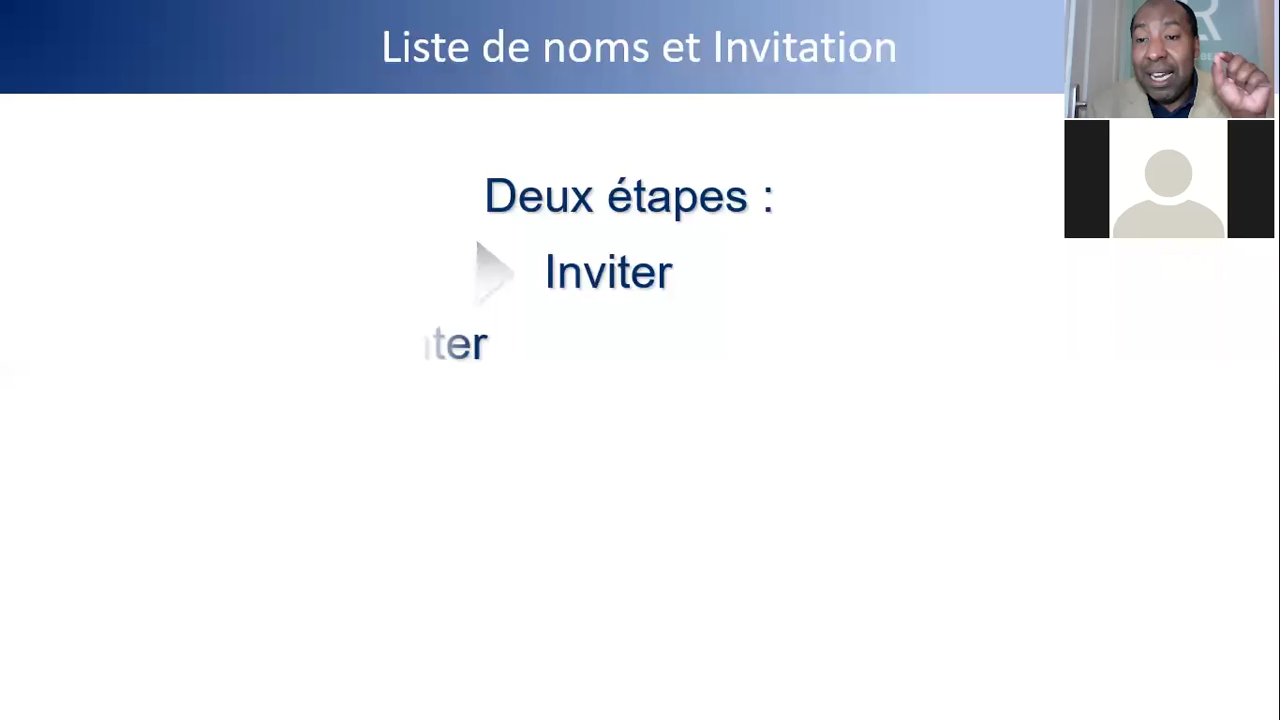 Liste de noms et Invitation
Deux étapes :
Inviter